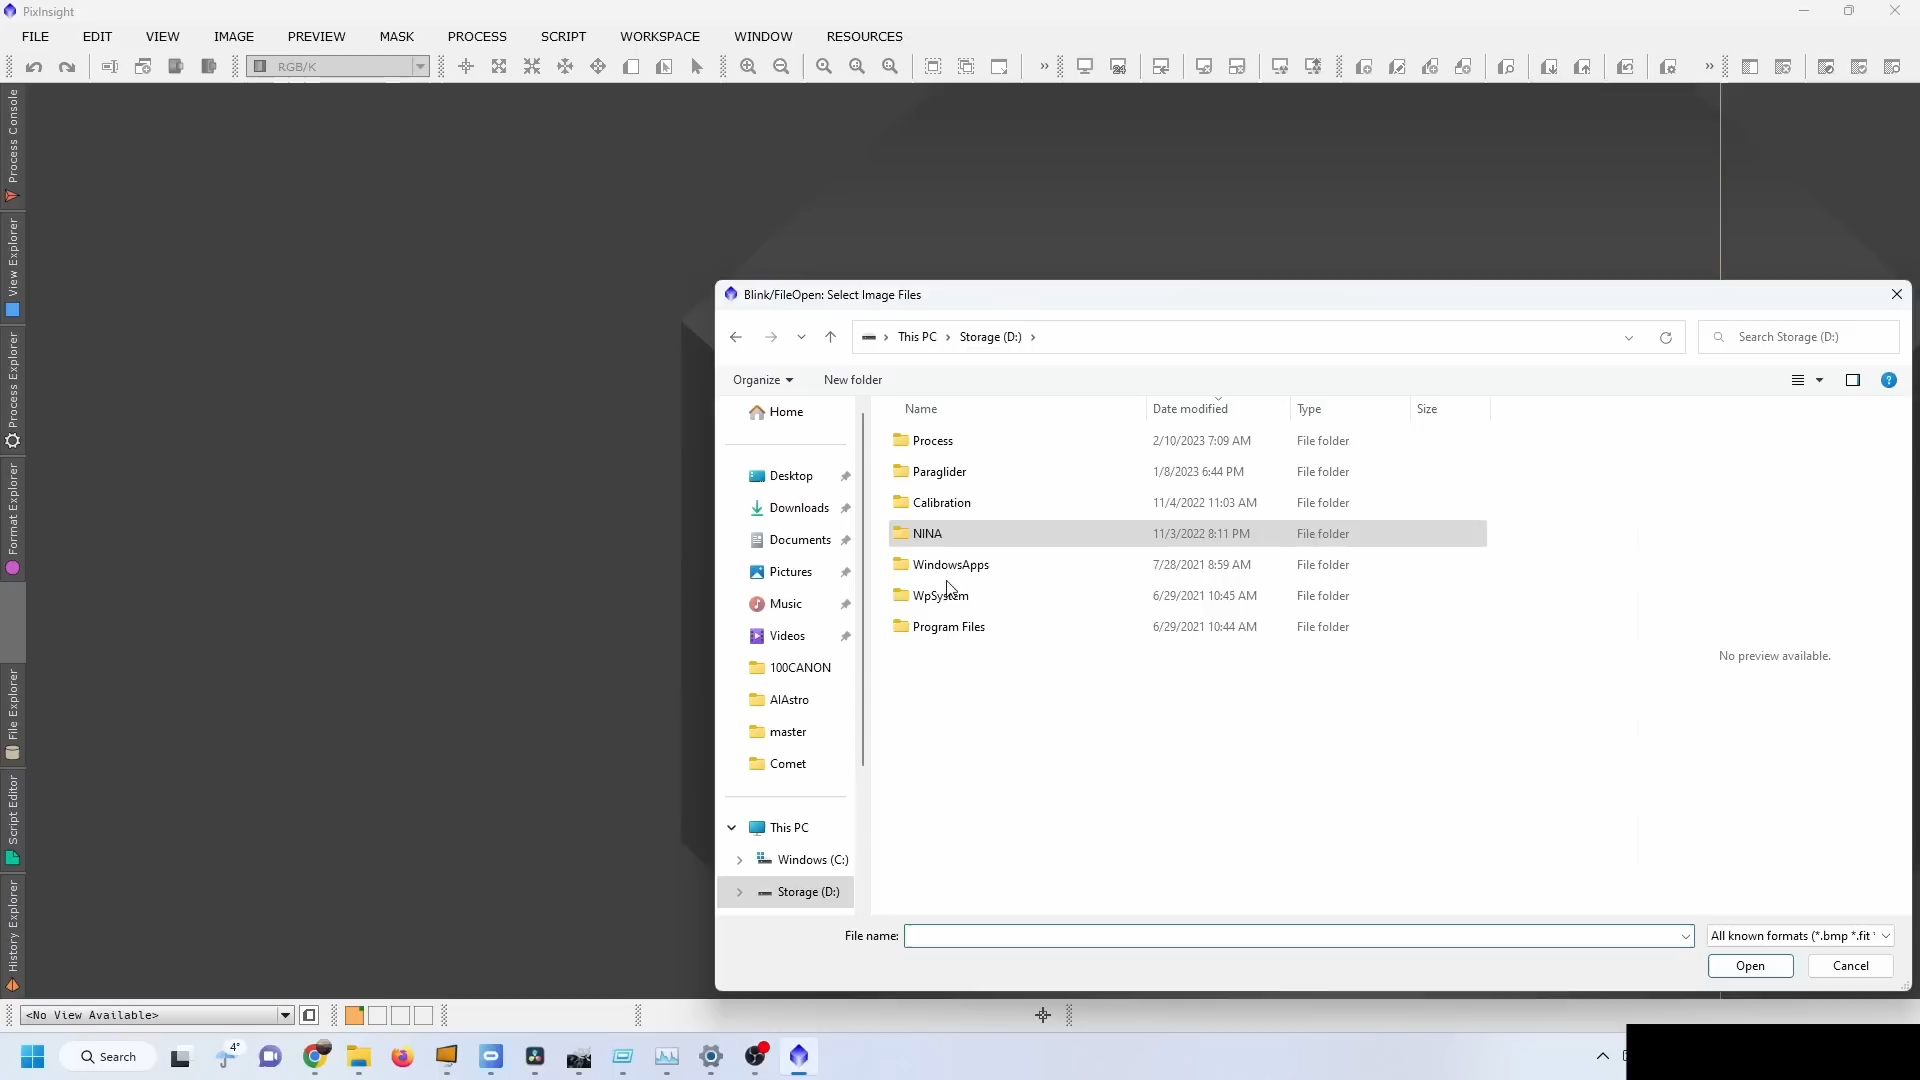 PixInsight
FILE EDIT VIEW IMAGE PREVIEW MASK PROCESS SCRIPT WORKSPACE WINDOW RESOURCES
RGB/K
24
Process Console
View Explorer
Process Explorer
Format Explorer
File Explorer
Script Editor
History Explorer
Blink/FileOpen: Select Image Files
This PC Storage (D:)
Search Storage (D:)
Organize New folder
Home
Desktop
Downloads
Documents
Pictures
Music
Videos
100CANON
AIAstro
master
Comet
This PC
Windows (C:)
Storage (D:)
Name Date modified Type Size
Process 2/10/2023 7:09 AM File folder
Paraglider 1/8/2023 6:44 PM File folder
Calibration 11/4/2022 11:03 AM File folder
NINA 11/3/2022 8:11 PM File folder
WindowsApps 7/28/2021 8:59 AM File folder
WpSystem 6/29/2021 10:45 AM File folder
Program Files 6/29/2021 10:44 AM File folder
No preview available.
File name:
All known formats (*.bmp *.fit *
Open Cancel
<No View Available>
Search
4°